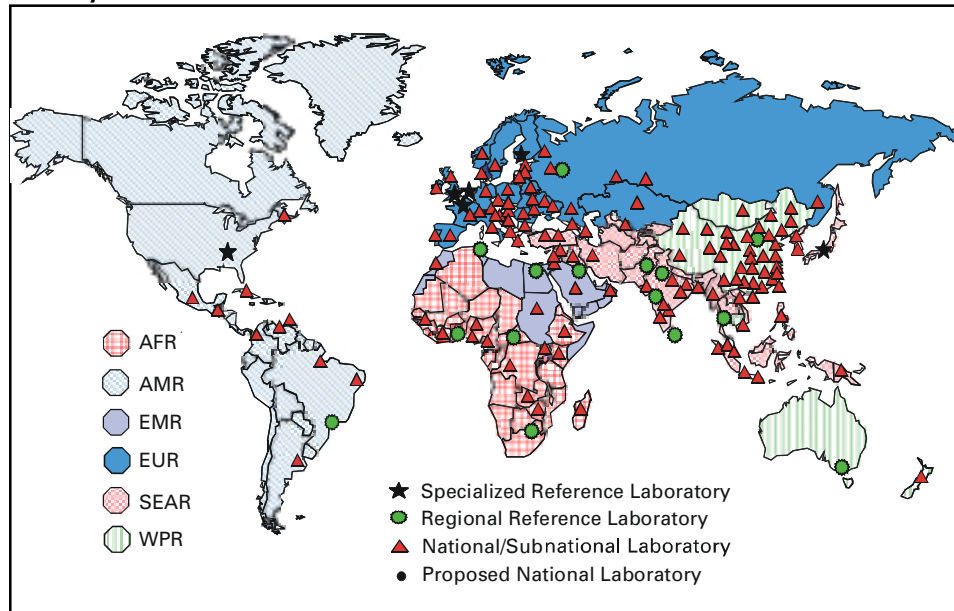 AFR
AMR
EMR
EUR
SEAR
WPR
Specialized Reference Laboratory
Regional Reference Laboratory
National/Subnational Laboratory
Proposed National Laboratory